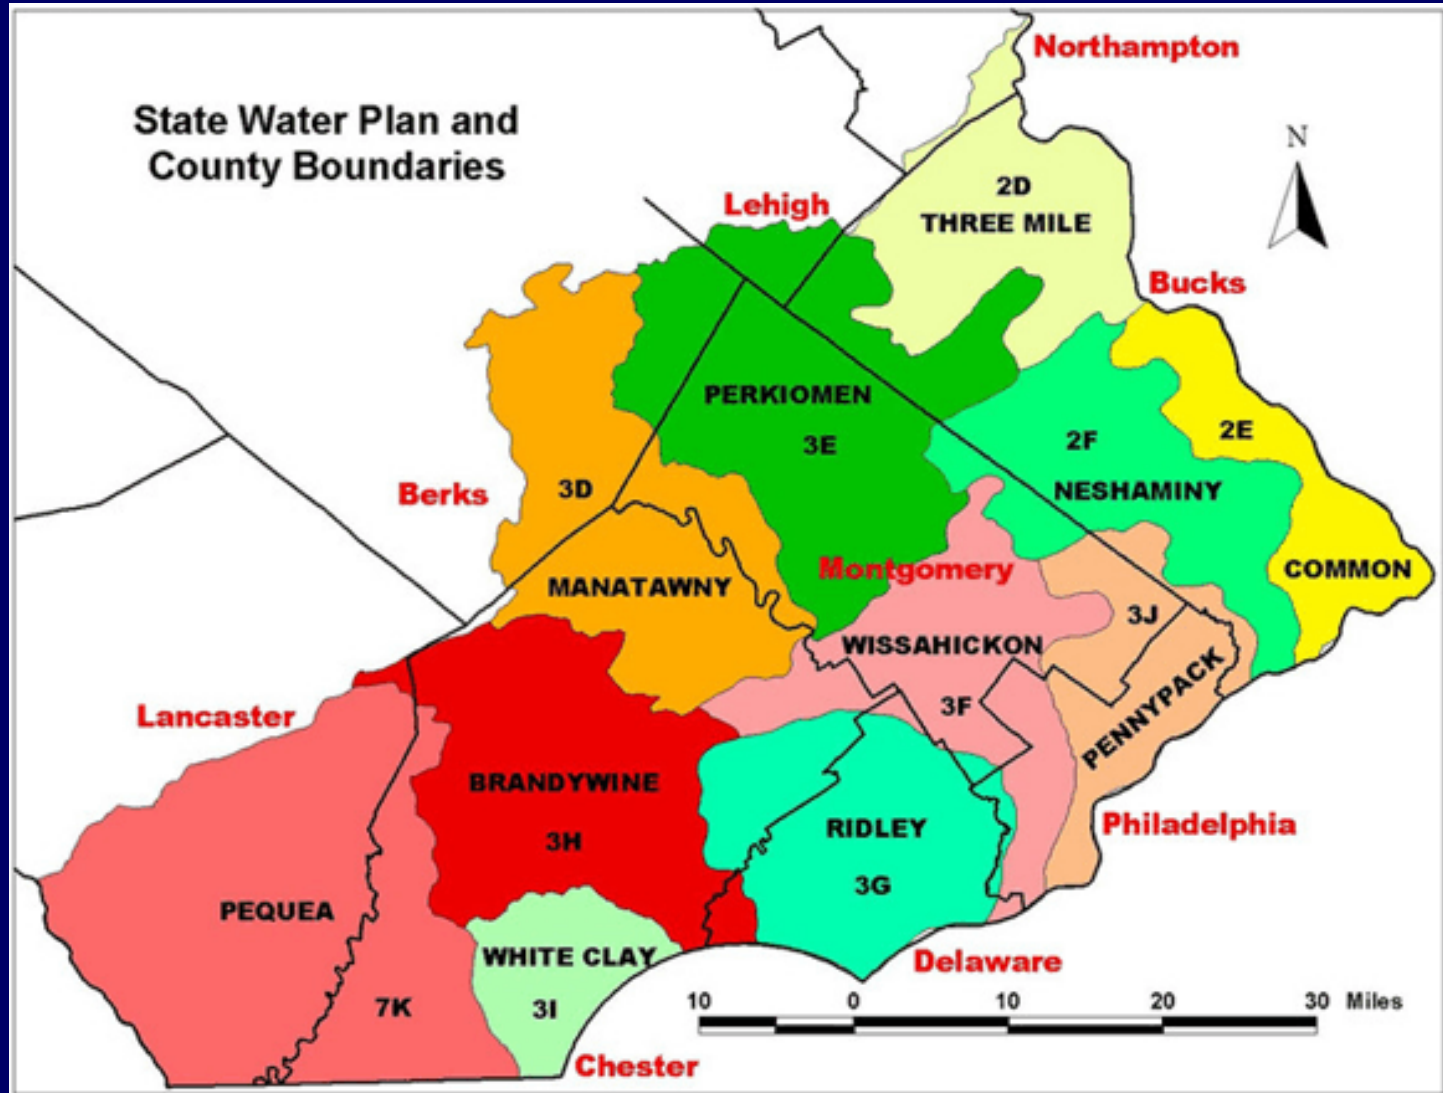 State Water Plan and
County Boundaries
Northampton
N
2D
THREE MILE
Lehigh
Bucks
PERKIOMEN
3E
2F
2E
NESHAMINY
Berks
3D
COMMON
Montgomery
MANATAWNY
3J
WISSAHICKON
PENNYPACK
3F
Lancaster
BRANDYWINE
3H
RIDLEY
3G
Philadelphia
PEQUEA
7K
WHITE CLAY
3I
Delaware
10 0 10 20 30 Miles
Chester